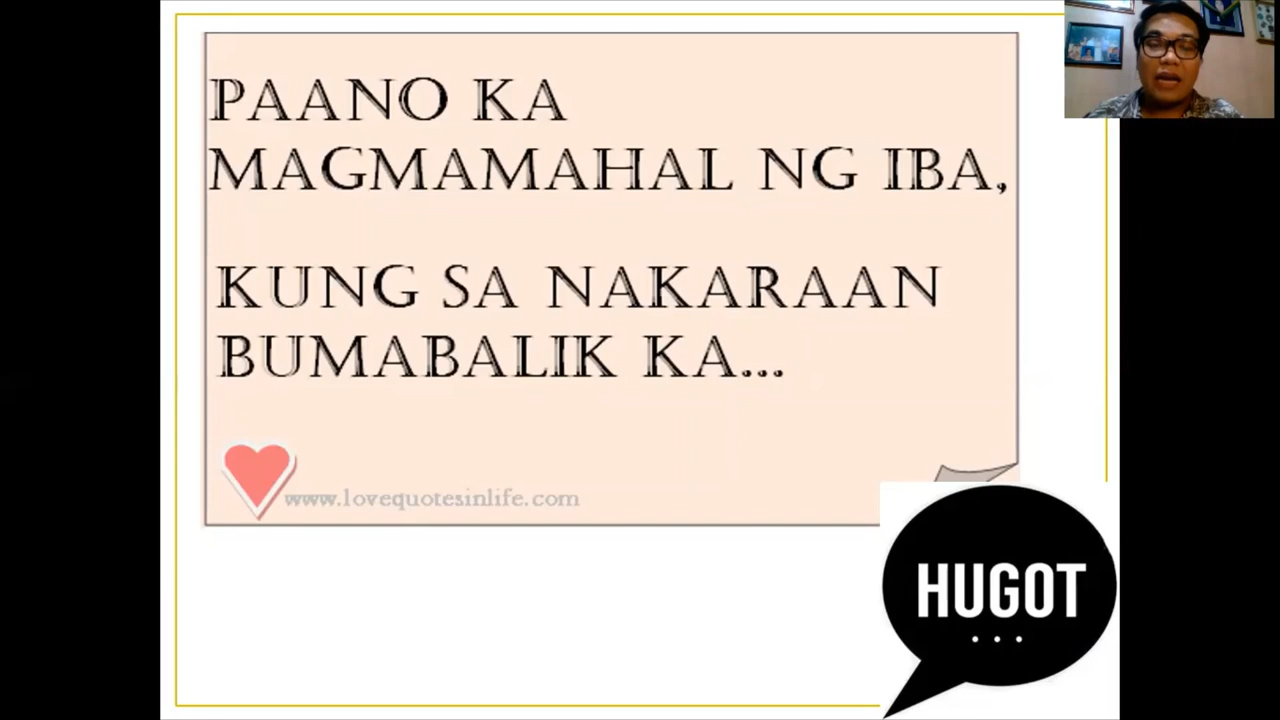 PAANO KA
MAGMAMAHAL NG IBA,
KUNG SA NAKARAAN
BUMABALIK KA...
www.lovequotesinlife.com
HUGOT
...